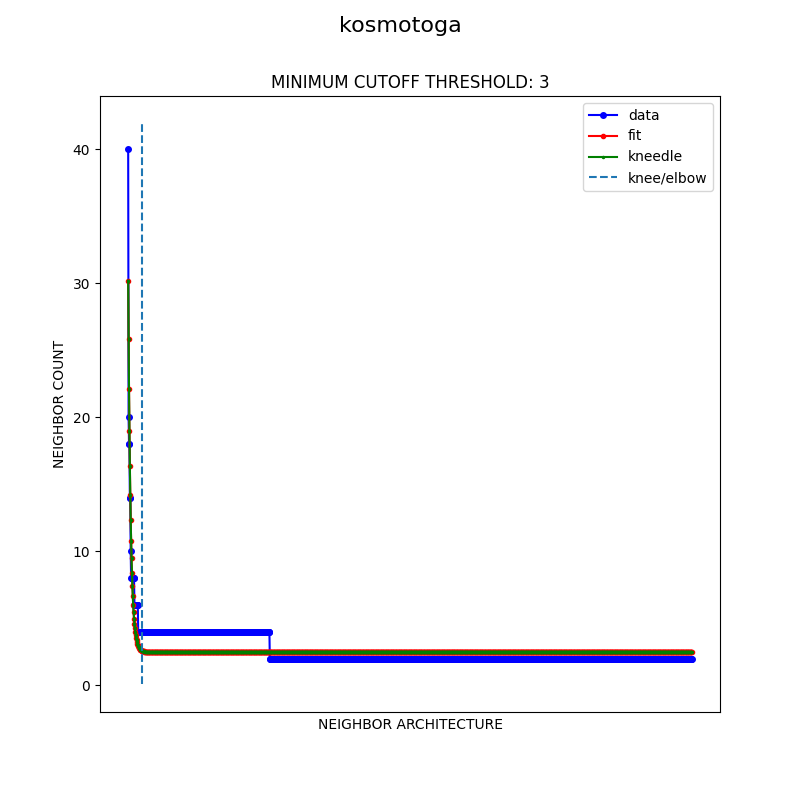 kosmotoga
MINIMUM CUTOFF THRESHOLD: 3
data
fit
kneedle
knee/elbow
40
30
20
10
0
NEIGHBOR COUNT
NEIGHBOR ARCHITECTURE